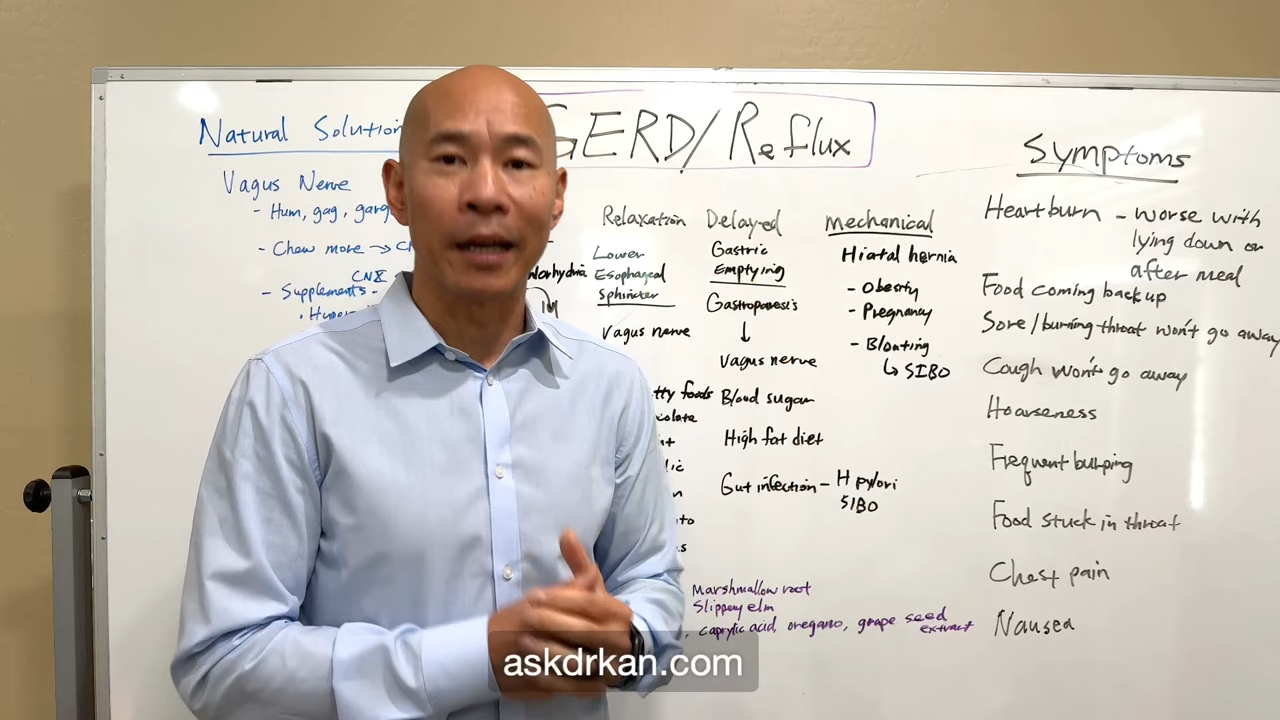 GERD/Reflux
Natural Solution
Vagus Nerve
- Hum, gag,
- Chew more →
CNX
- Supplements -
Relaxation
Lower
Esophageal
Sphincter
Vagus nerve
Delayed
Gastric
Emptying
Gastroparesis
↓
Vagus nerve
Blood sugar
High fat diet
Gut infection - H pylori
SIBO
mechanical
Hiatal hernia
- Obesity
- Pregnancy
- Bloating
↳ SIBO
Marshmallow root
Slippery elm
, caprylic acid, oregano, grape seed
extract
Symptoms
Heartburn - worse with
lying down or
after meal
Food coming back up
Sore/burning throat won't go away
Cough won't go away
Hoarseness
Frequent burping
Food stuck in throat
Chest pain
Nausea
askdrkan.com